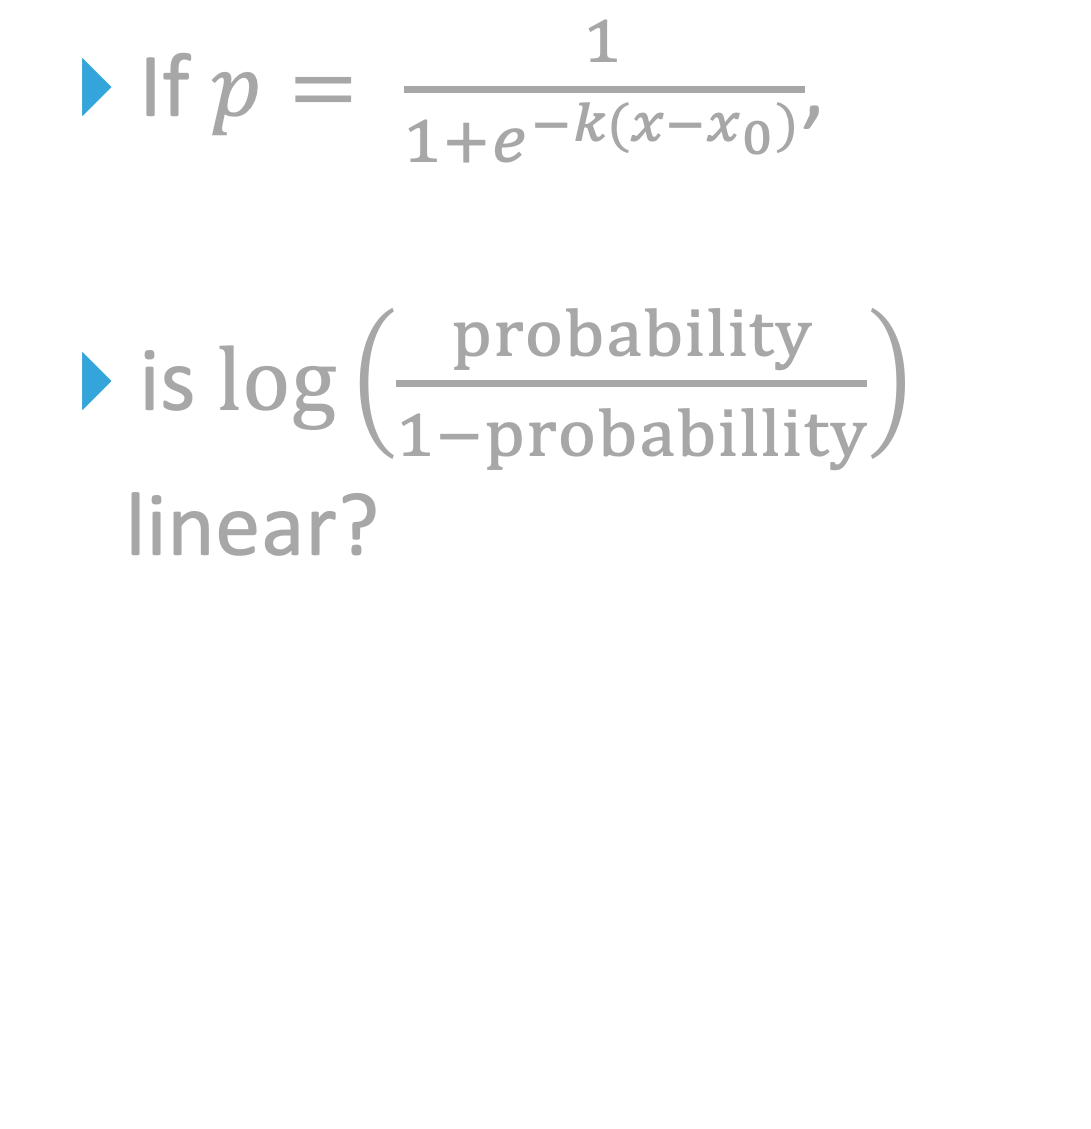 If p = 1/(1+e^{−k(x−x₀)}),
is log(probability/(1−probabillity))
linear?